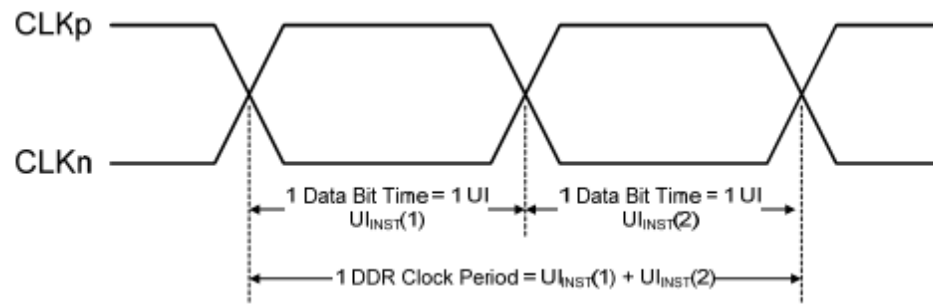 CLKp
CLKn
1 Data Bit Time = 1 UI
UIINST(1)
1 Data Bit Time = 1 UI
UIINST(2)
1 DDR Clock Period = UIINST(1) + UIINST(2)